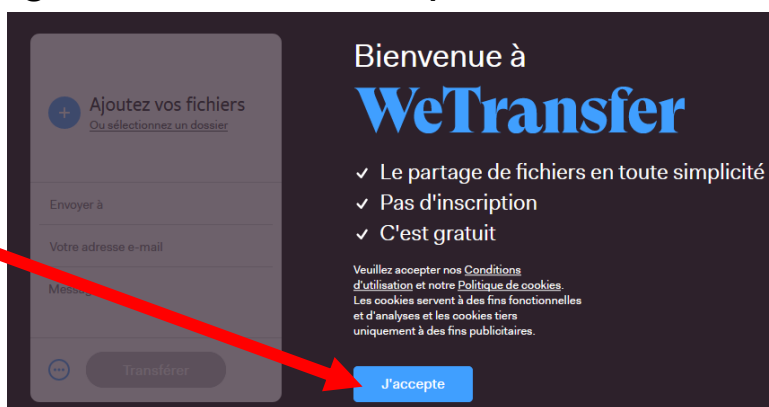 Ajoutez vos fichiers
Ou sélectionnez un dossier
Envoyer à
Votre adresse e-mail
Transférer
Bienvenue à
WeTransfer
Le partage de fichiers en toute simplicité
Pas d'inscription
C'est gratuit
Veuillez accepter nos Conditions
d'utilisation et notre Politique de cookies.
Les cookies servent à des fins fonctionnelles
et d'analyses et les cookies tiers
uniquement à des fins publicitaires.
J'accepte